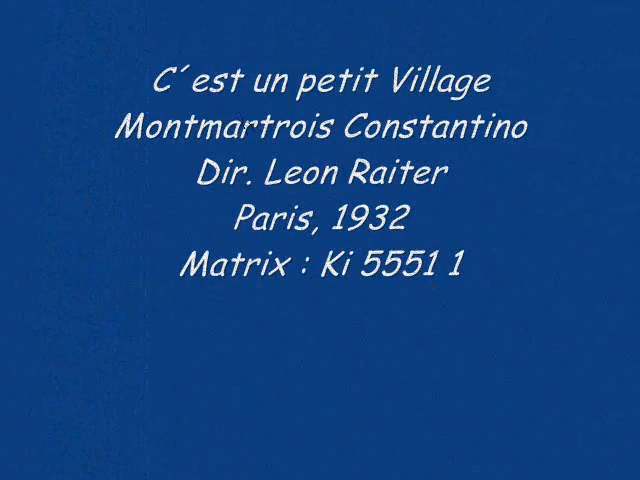 C´est un petit Village
Montmartrois Constantino
Dir. Leon Raiter
Paris, 1932
Matrix : Ki 5551 1